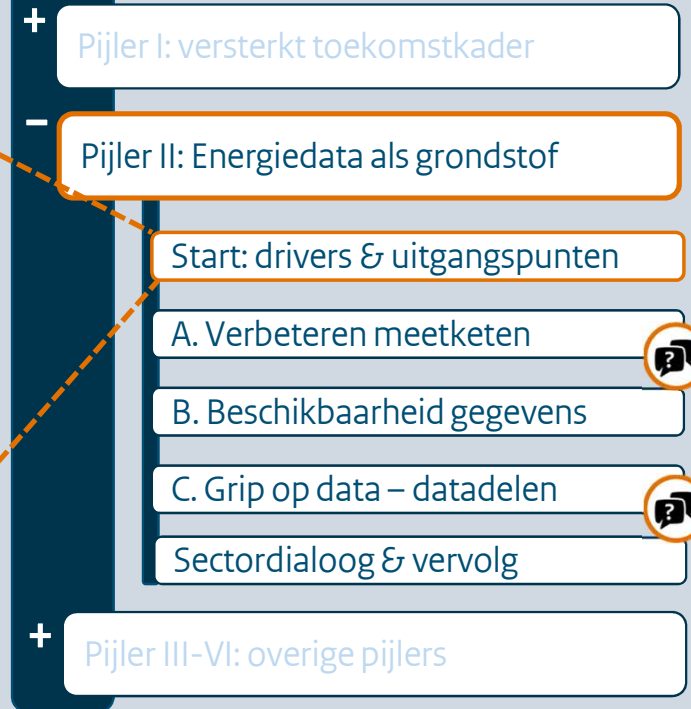 +
Pijler I: versterkt toekomstkader
–
Pijler II: Energiedata als grondstof
Start: drivers & uitgangspunten
A. Verbeteren meetketen
?
B. Beschikbaarheid gegevens
C. Grip op data – datadelen
?
Sectordialoog & vervolg
+
Pijler III-VI: overige pijlers